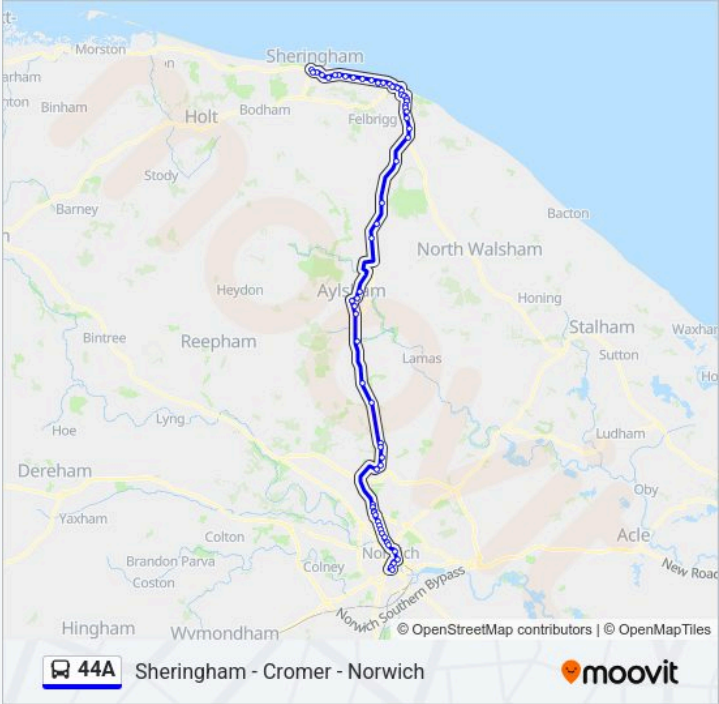 Morston
Sheringham
Binham
Bodham
Holt
Felbrigg
Stody
Barney
Bacton
North Walsham
Heydon
Aylsham
Honing
Stalham
Bintree
Reepham
Lamas
Sutton
Hoe
Lyng
Ludham
Dereham
Oby
Yaxham
Colton
Acle
Brandon Parva
Norwich
Colney
New Road
Coston
Norwich Southern Bypass
Hingham
Wymondham
© OpenStreetMap contributors | © OpenMapTiles
44A Sheringham - Cromer - Norwich
moovit